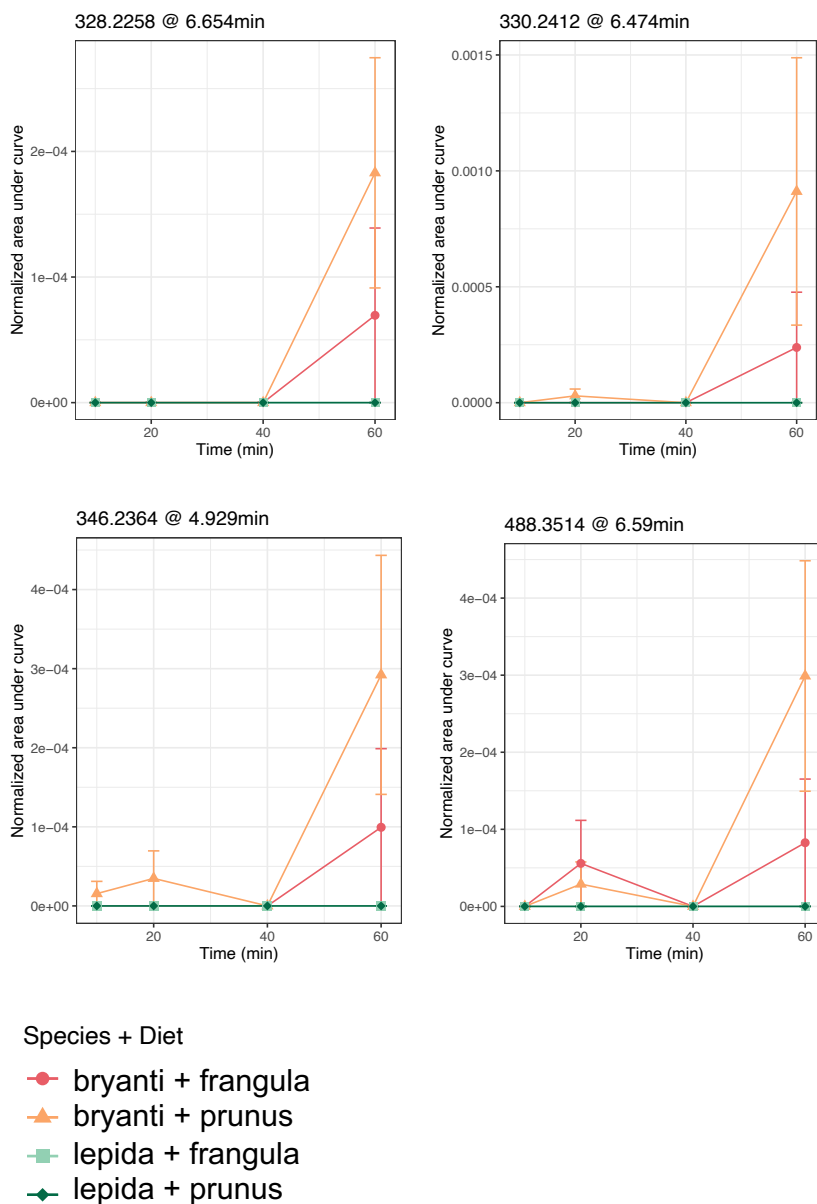 328.2258 @ 6.654min
Normalized area under curve
2e−04
1e−04
0e+00
20
40
60
Time (min)
330.2412 @ 6.474min
Normalized area under curve
0.0015
0.0010
0.0005
0.0000
20
40
60
Time (min)
346.2364 @ 4.929min
Normalized area under curve
4e−04
3e−04
2e−04
1e−04
0e+00
20
40
60
Time (min)
488.3514 @ 6.59min
Normalized area under curve
4e−04
3e−04
2e−04
1e−04
0e+00
20
40
60
Time (min)
Species + Diet
bryanti + frangula
bryanti + prunus
lepida + frangula
lepida + prunus